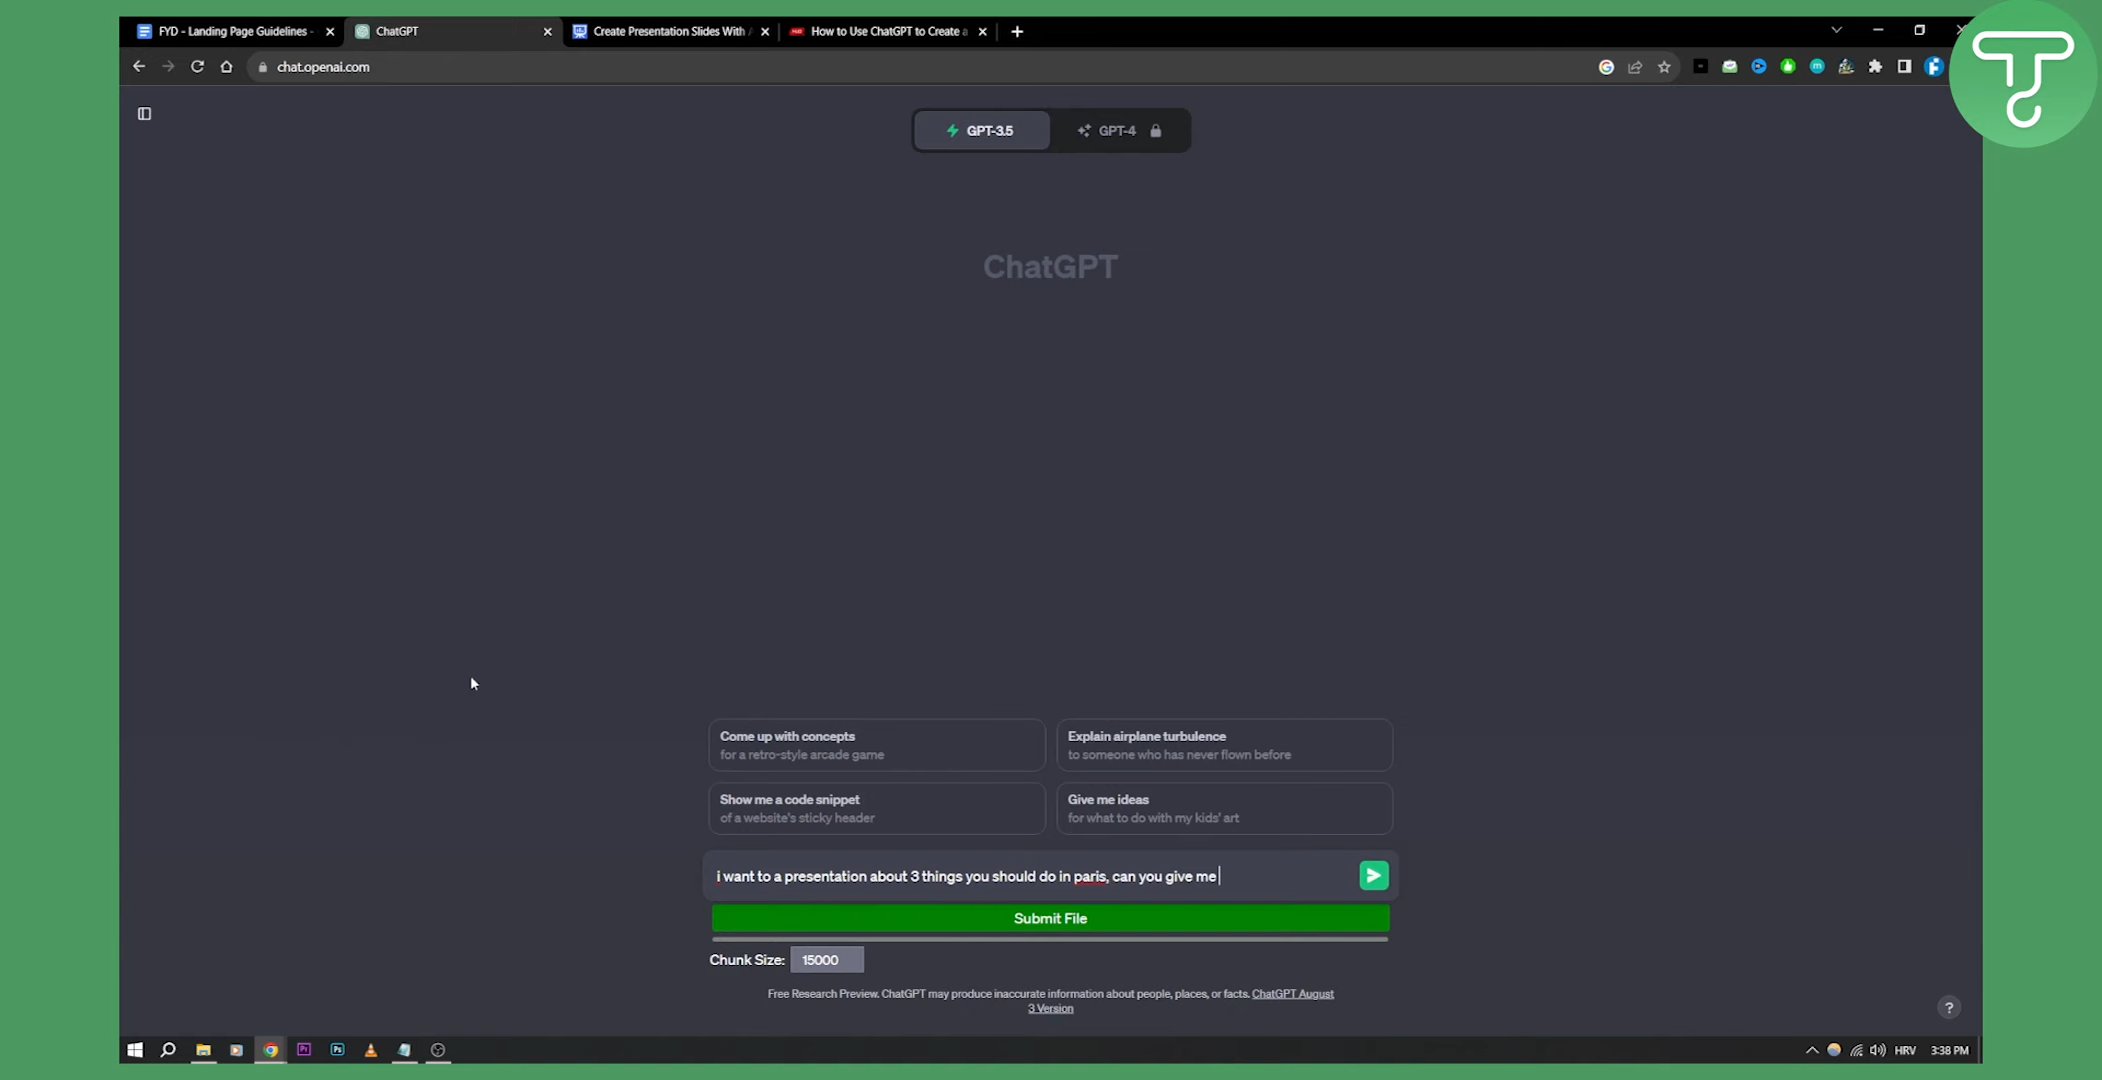 FYD - Landing Page Guidelines -
ChatGPT
Create Presentation Slides With
How to Use ChatGPT to Create a
chat.openai.com
GPT-3.5
GPT-4
ChatGPT
Come up with concepts
for a retro-style arcade game
Explain airplane turbulence
to someone who has never flown before
Show me a code snippet
of a website's sticky header
Give me ideas
for what to do with my kids' art
i want to a presentation about 3 things you should do in paris, can you give me
Submit File
Chunk Size: 15000
Free Research Preview. ChatGPT may produce inaccurate information about people, places, or facts. ChatGPT August
3 Version
?
Pr
Ps
HRV
3:38 PM